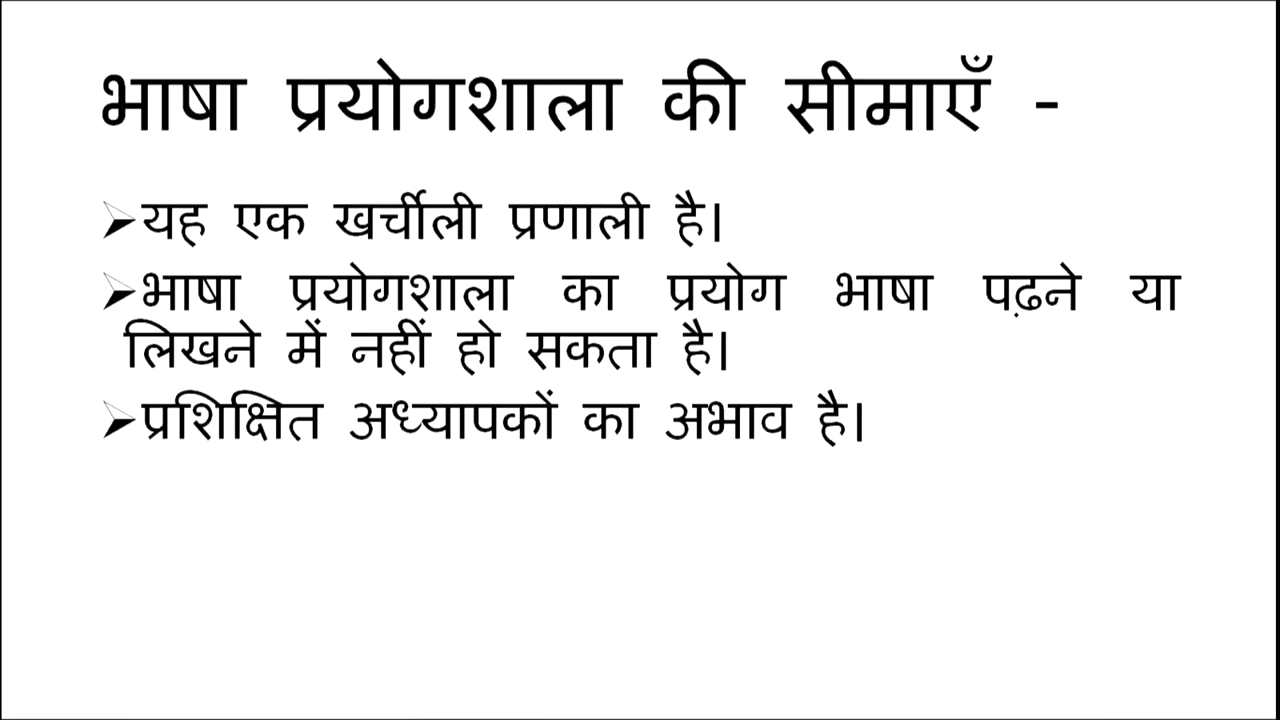 भाषा प्रयोगशाला की सीमाएँ -
➢यह एक खर्चीली प्रणाली है।
➢भाषा प्रयोगशाला का प्रयोग भाषा पढ़ने या
लिखने में नहीं हो सकता है।
➢प्रशिक्षित अध्यापकों का अभाव है।